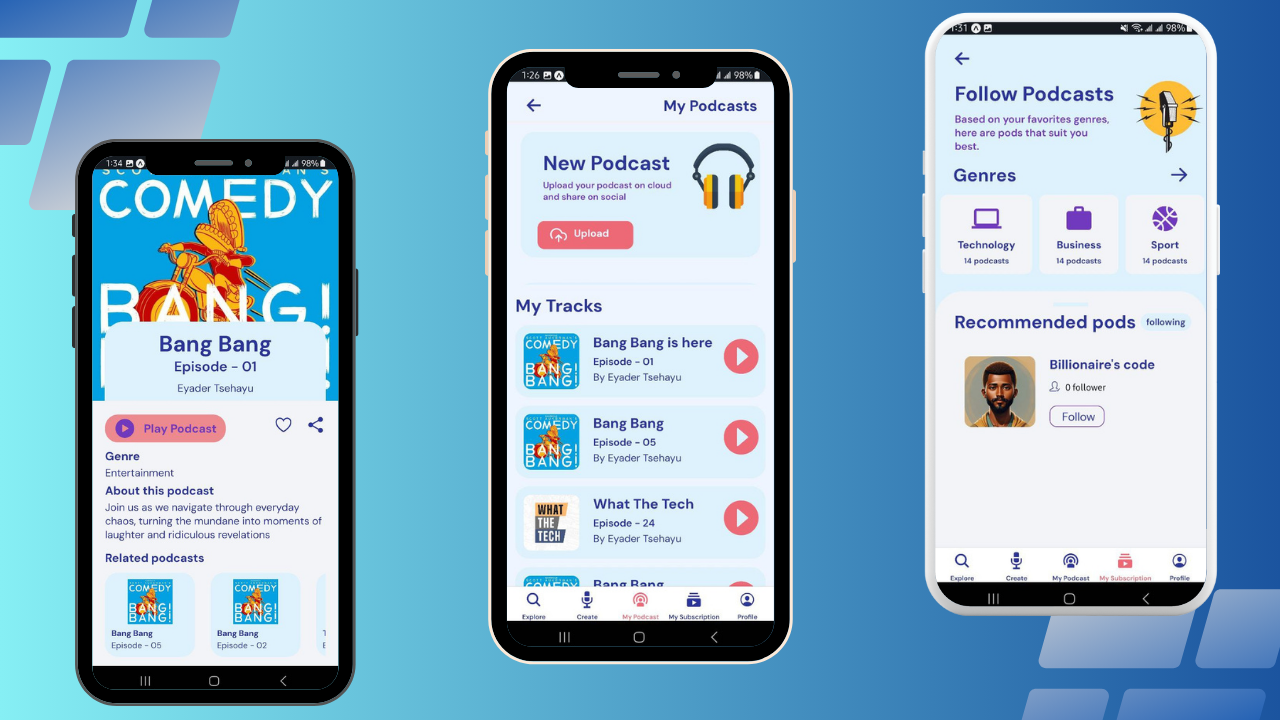 1:34
98%
COMEDY
BANG!
Bang Bang
Episode - 01
Eyader Tsehayu
Play Podcast
Genre
Entertainment
About this podcast
Join us as we navigate through everyday
chaos, turning the mundane into moments of
laughter and ridiculous revelations
Related podcasts
COMEDY
BANG!
BANG!
Bang Bang
Episode - 05
COMEDY
BANG!
BANG!
Bang Bang
Episode - 02
1:26
98%
My Podcasts
New Podcast
Upload your podcast on cloud
and share on social
Upload
My Tracks
COMEDY
BANG!
BANG!
Bang Bang is here
Episode - 01
By Eyader Tsehayu
COMEDY
BANG!
BANG!
Bang Bang
Episode - 05
By Eyader Tsehayu
WHAT
THE
TECH
What The Tech
Episode - 24
By Eyader Tsehayu
COMEDY
Bang Bang
Explore
Create
My Podcast
My Subscription
Profile
1:31
98%
Follow Podcasts
Based on your favorites genres,
here are pods that suit you
best.
Genres
Technology
14 podcasts
Business
14 podcasts
Sport
14 podcasts
Recommended pods
following
Billionaire's code
0 follower
Follow
Explore
Create
My Podcast
My Subscription
Profile